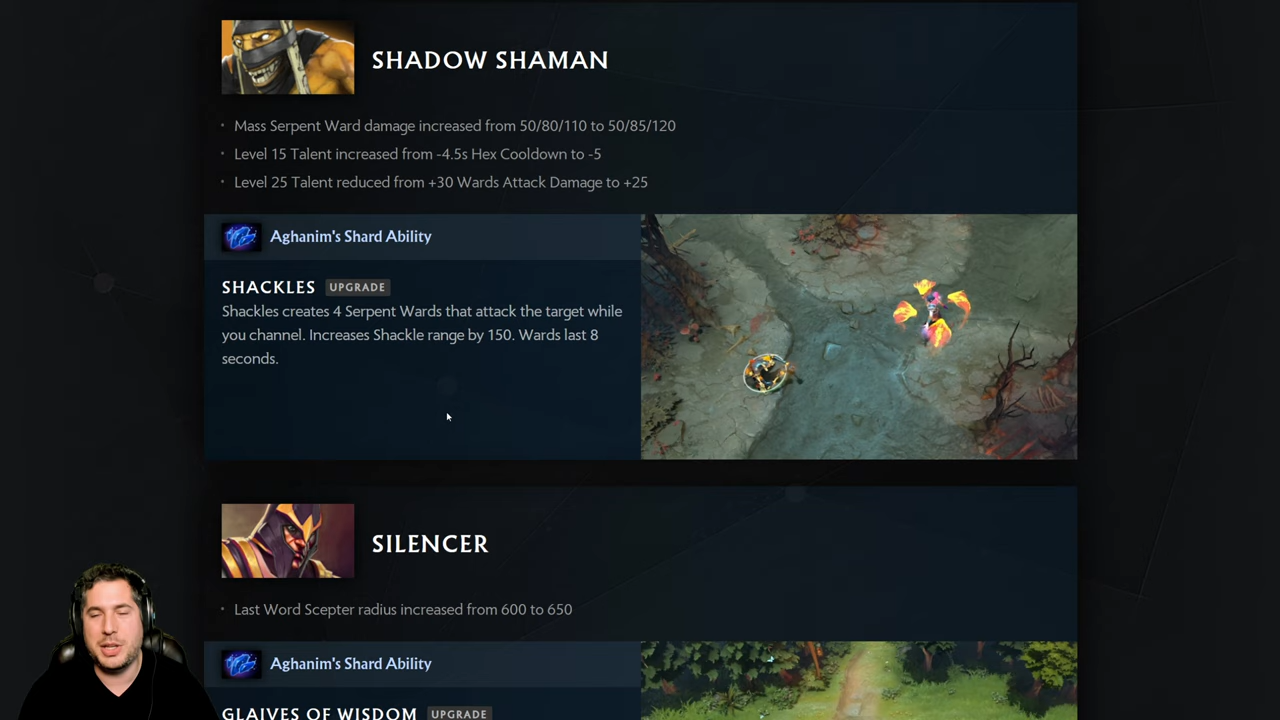 SHADOW SHAMAN
• Mass Serpent Ward damage increased from 50/80/110 to 50/85/120
• Level 15 Talent increased from -4.5s Hex Cooldown to -5
• Level 25 Talent reduced from +30 Wards Attack Damage to +25
Aghanim's Shard Ability
SHACKLES UPGRADE
Shackles creates 4 Serpent Wards that attack the target while
you channel. Increases Shackle range by 150. Wards last 8
seconds.
SILENCER
• Last Word Scepter radius increased from 600 to 650
Aghanim's Shard Ability
GLAIVES OF WISDOM UPGRADE